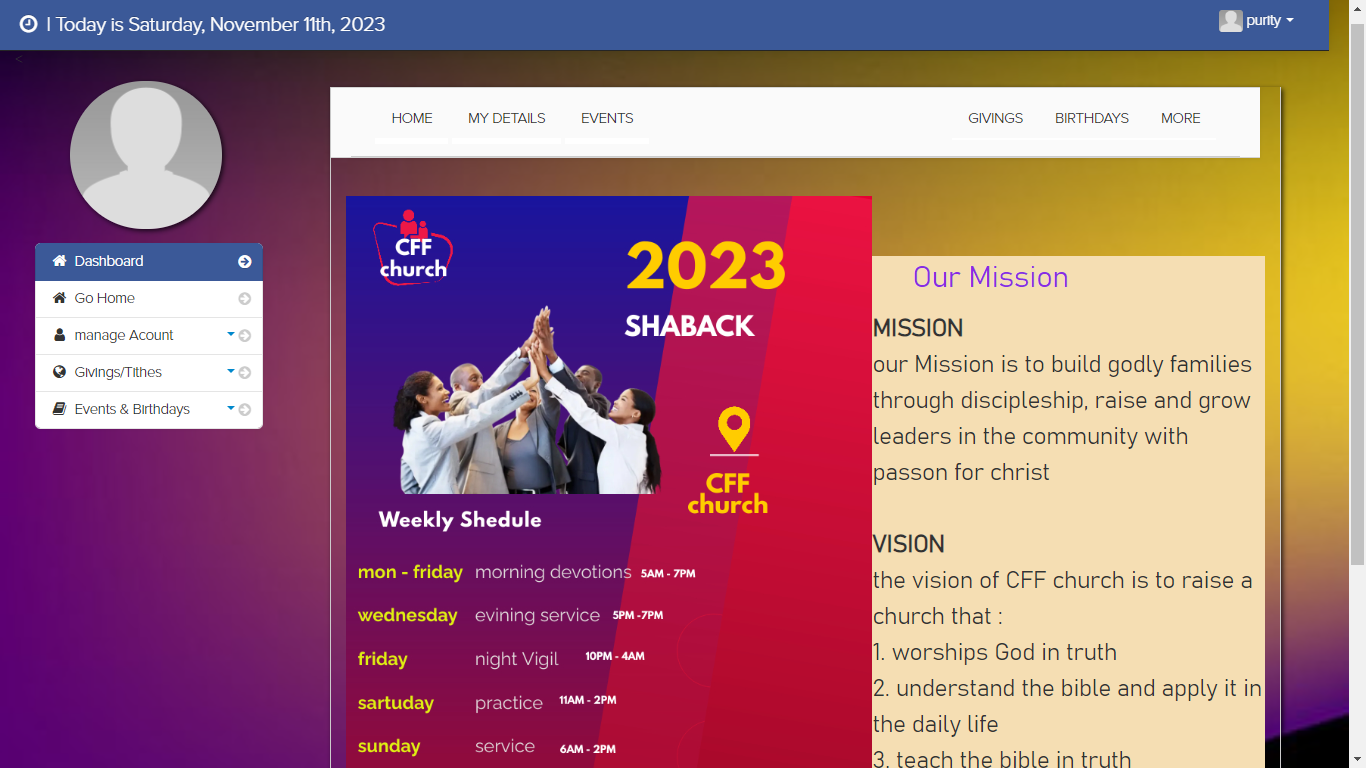 | Today is Saturday, November 11th, 2023
purity
<
HOME MY DETAILS EVENTS GIVINGS BIRTHDAYS MORE
Dashboard
Go Home
manage Acount
Givings/Tithes
Events & Birthdays
CFF
church
2023
SHABACK
CFF
church
Weekly Shedule
mon - friday morning devotions 5AM - 7PM
wednesday evining service 5PM -7PM
friday night Vigil 10PM - 4AM
sartuday practice 11AM - 2PM
sunday service 6AM - 2PM
Our Mission
MISSION
our Mission is to build godly families
through discipleship, raise and grow
leaders in the community with
passon for christ
VISION
the vision of CFF church is to raise a
church that :
1. worships God in truth
2. understand the bible and apply it in
the daily life
3. teach the bible in truth